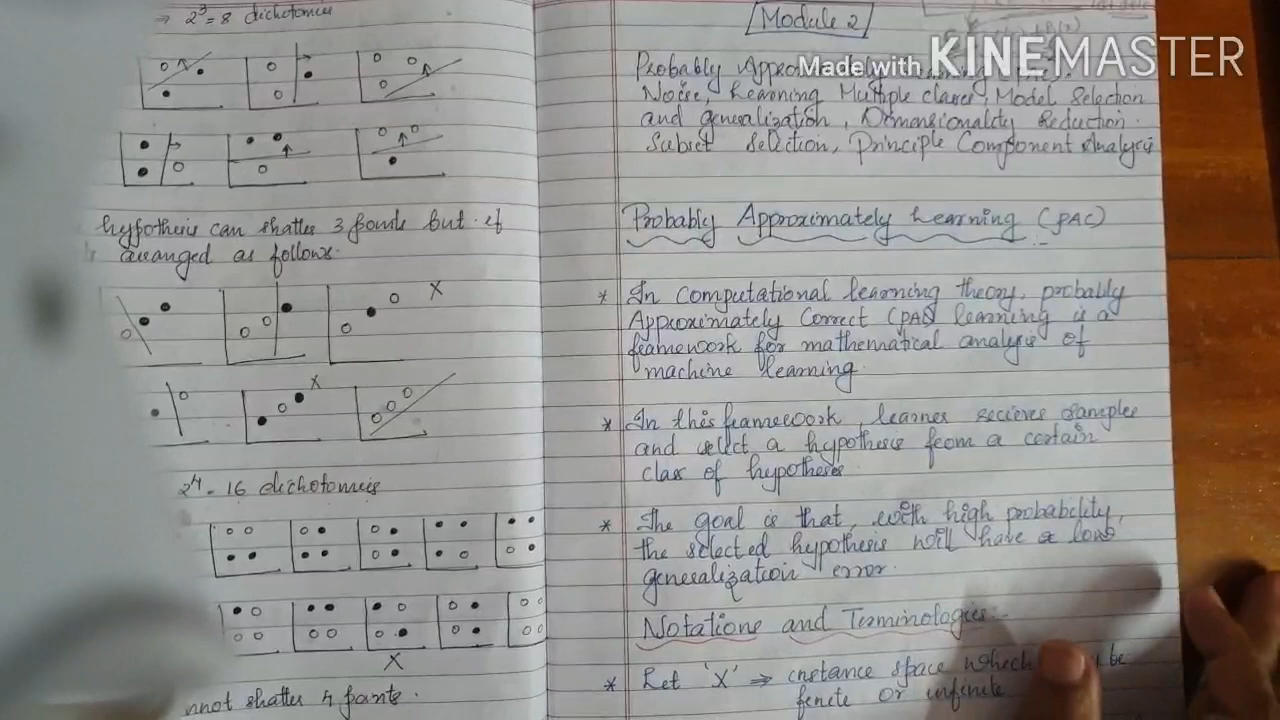 ⇒ 2³ = 8 dichotomies
hypothesis can shatter 3 points but if
arranged as follows.
X
X
2⁴ - 16 dichotomies
X
nnot shatter 4 points.
Module 2
Made with KINEMASTER
Probably Appro
Noise, Learning Multiple classes, Model Selection
and generalization, Dimensionality Reduction.
Subset Selection, Principle Component Analysis
Probably Approximately Learning (PAC)
* In computational learning theory, probably
Approximately Correct (PAC) learning is a
framework for mathematical analysis of
machine learning.
* In this framework, learner recieves samples
and select a hypothesis from a certain
class of hypotheses.
* The goal is that, with high probability,
the selected hypothesis will have a low
generalization error.
Notations and Terminologies:-
* Let 'X' ⇒ instance space which be
finite or infinite